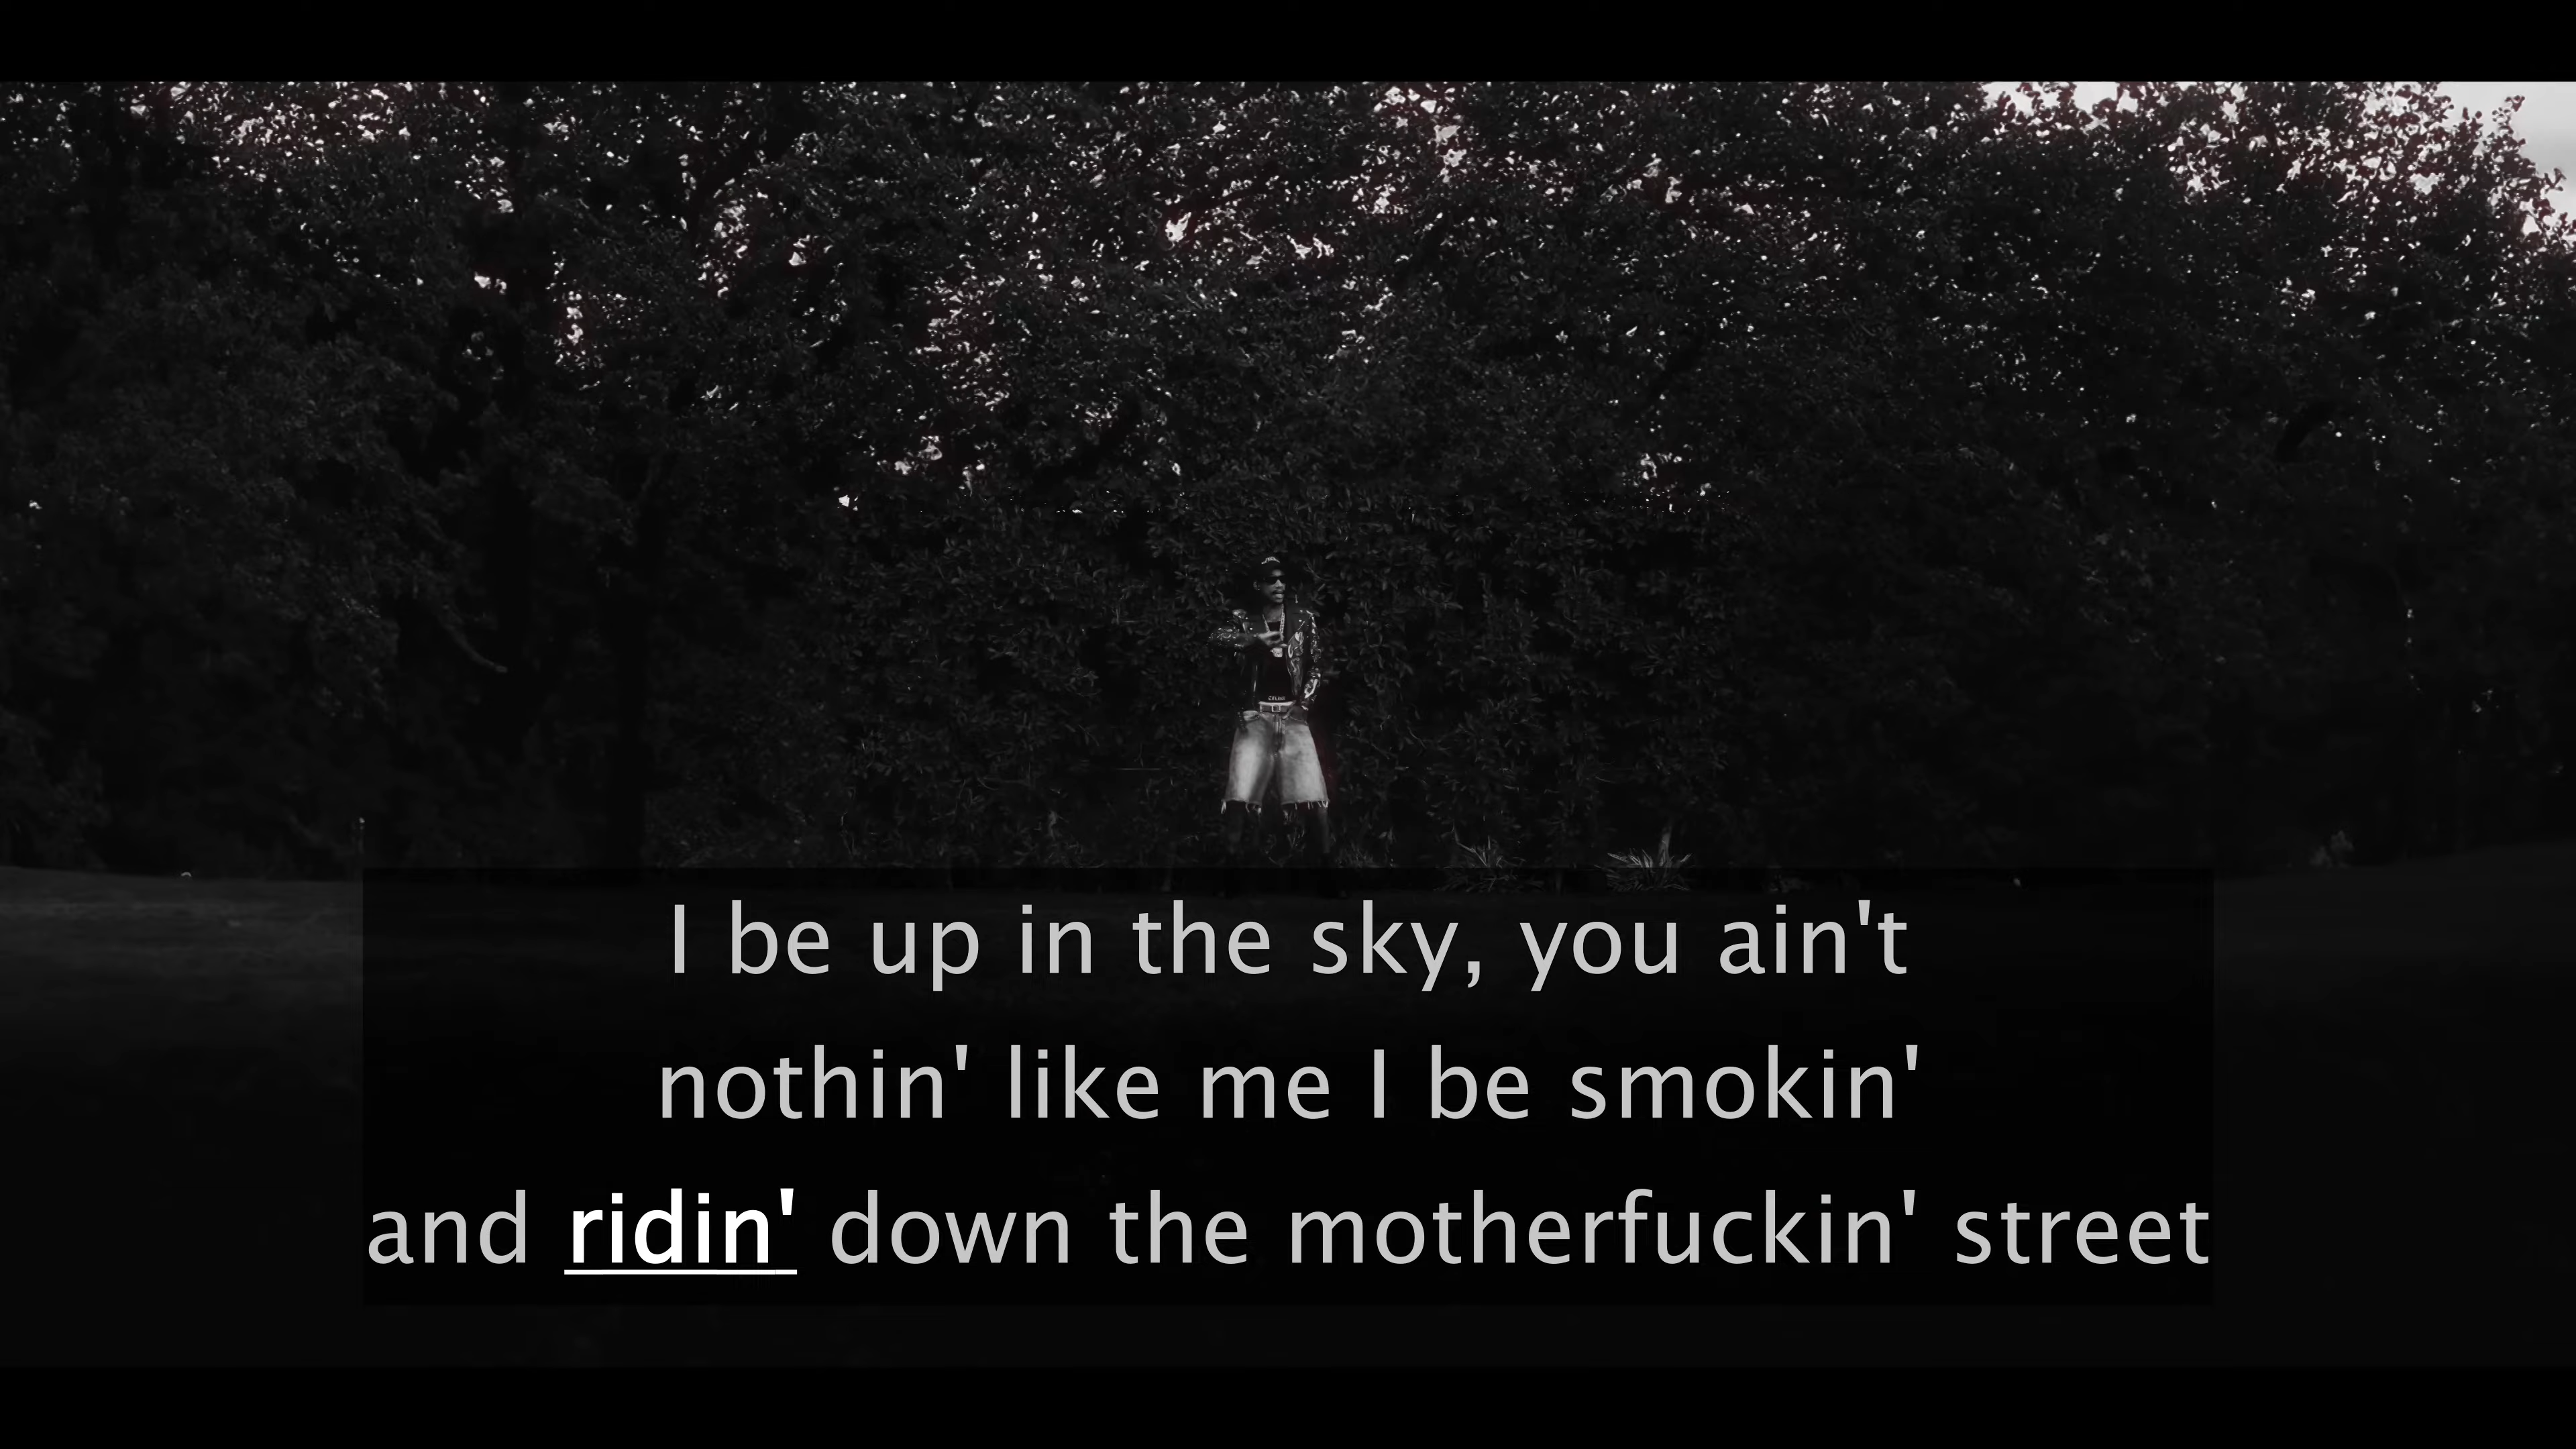 I be up in the sky, you ain't
nothin' like me I be smokin'
and ridin' down the motherfuckin' street